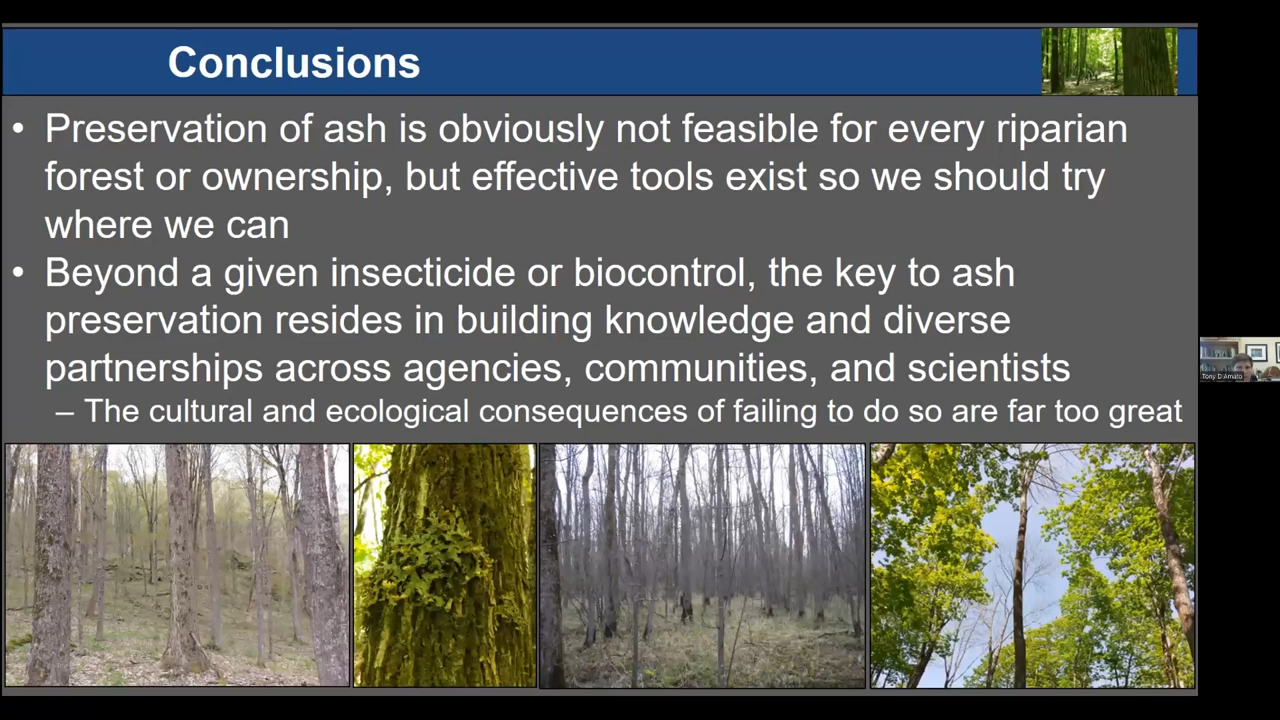 Conclusions
• Preservation of ash is obviously not feasible for every riparian
forest or ownership, but effective tools exist so we should try
where we can
• Beyond a given insecticide or biocontrol, the key to ash
preservation resides in building knowledge and diverse
partnerships across agencies, communities, and scientists
– The cultural and ecological consequences of failing to do so are far too great
Tony D'Amato